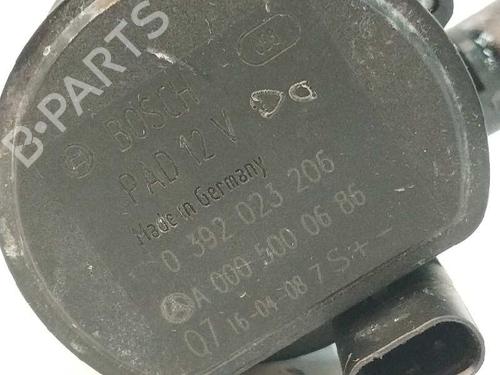 B-PARTS
BOSCH
PAD 12 V
Made in Germany
0 392 023 206
A 000 500 06 86
Q7 16-04-08 7 S + -